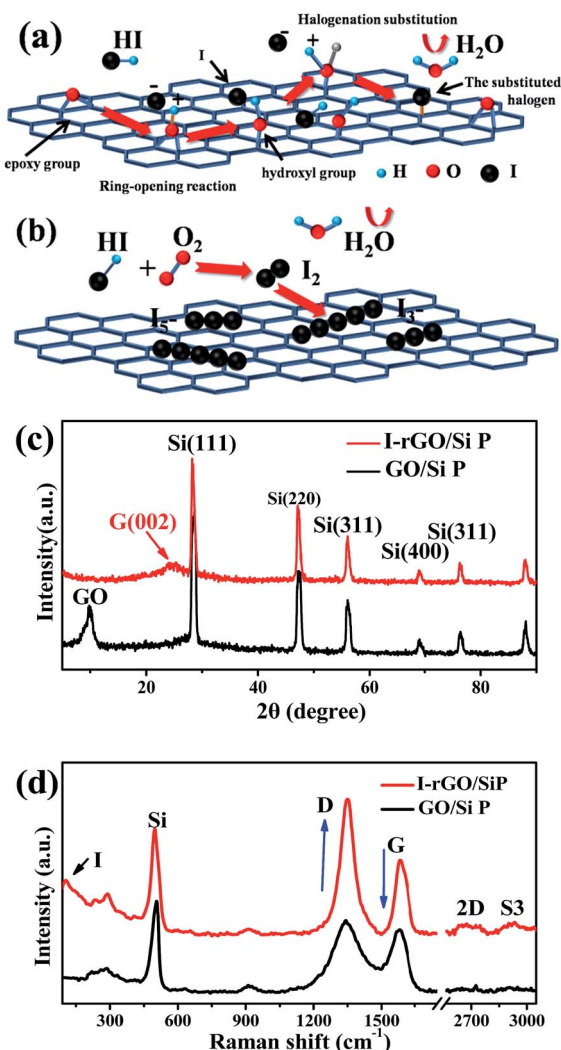 (a)
HI
I
-
+
Halogenation substitution
H₂O
The substituted
halogen
-
+
epoxy group
hydroxyl group
H
O
I
Ring-opening reaction
(b)
HI
+
O₂
I₂
H₂O
I₅⁻
I₃⁻
(c)
Intensity(a.u.)
I-rGO/Si P
GO/Si P
Si(111)
G(002)
GO
Si(220)
Si(311)
Si(400)
Si(311)
20
40
60
80
2θ (degree)
(d)
Intensity (a.u.)
I-rGO/SiP
GO/Si P
I
Si
D
G
2D
S3
300
600
900
1200
1500
2700
3000
Raman shift (cm⁻¹)